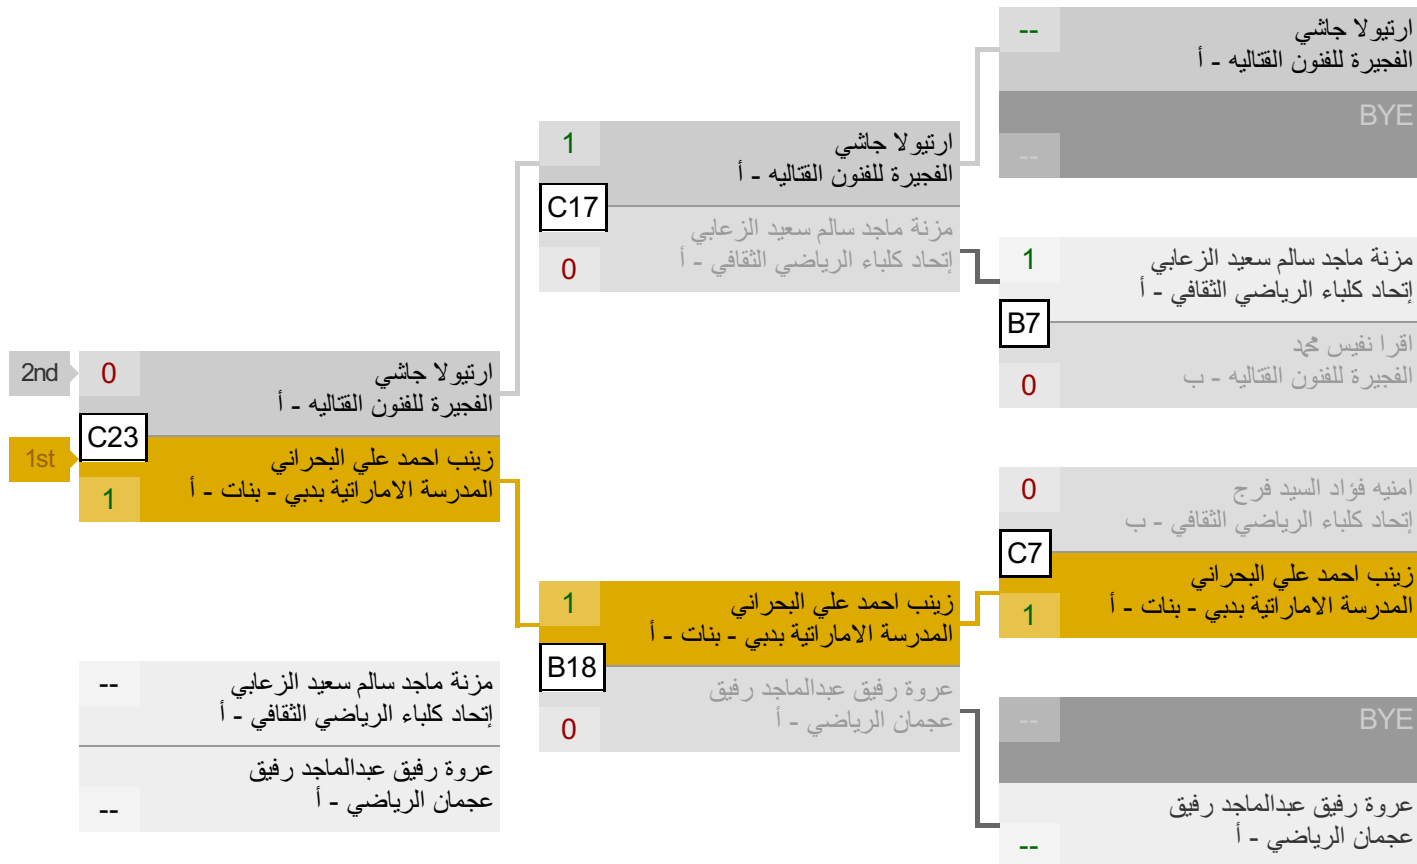 --
ارتيولا جاشي
الفجيرة للفنون القتاليه - أ
BYE
--
1
ارتيولا جاشي
الفجيرة للفنون القتاليه - أ
C17
مزنة ماجد سالم سعيد الزعابي
إتحاد كلباء الرياضي الثقافي - أ
0
1
مزنة ماجد سالم سعيد الزعابي
إتحاد كلباء الرياضي الثقافي - أ
B7
اقرا نفيس محمد
الفجيرة للفنون القتاليه - ب
0
2nd
0
ارتيولا جاشي
الفجيرة للفنون القتاليه - أ
C23
1st
زينب احمد علي البحراني
المدرسة الاماراتية بدبي - بنات - أ
1
0
امنيه فؤاد السيد فرج
إتحاد كلباء الرياضي الثقافي - ب
C7
زينب احمد علي البحراني
المدرسة الاماراتية بدبي - بنات - أ
1
1
زينب احمد علي البحراني
المدرسة الاماراتية بدبي - بنات - أ
B18
عروة رفيق عبدالماجد رفيق
عجمان الرياضي - أ
0
--
مزنة ماجد سالم سعيد الزعابي
إتحاد كلباء الرياضي الثقافي - أ
عروة رفيق عبدالماجد رفيق
عجمان الرياضي - أ
--
--
BYE
عروة رفيق عبدالماجد رفيق
عجمان الرياضي - أ
--